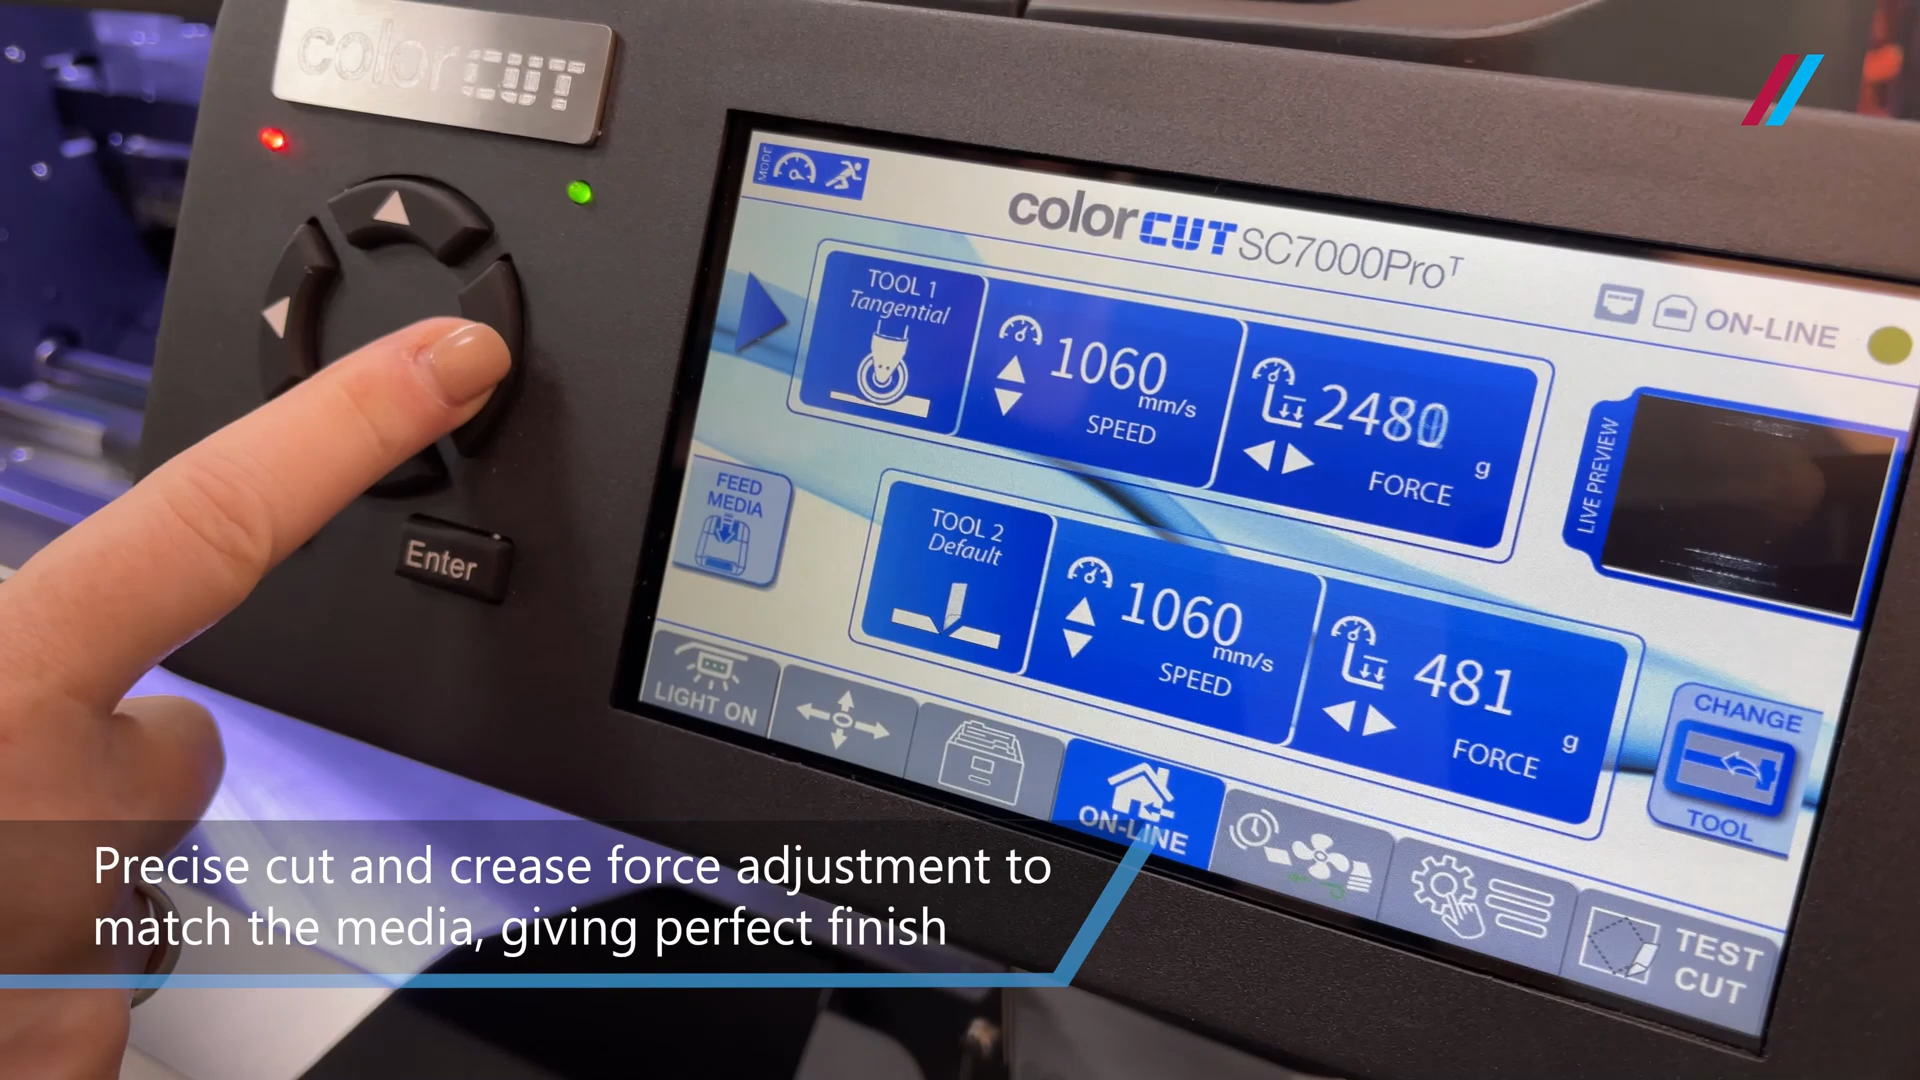 colorCUT
MODE
colorCUT SC7000Pro T
ON-LINE
TOOL 1
Tangential
1060
mm/s
SPEED
2480
g
FORCE
LIVE PREVIEW
FEED
MEDIA
TOOL 2
Default
1060
mm/s
SPEED
481
g
FORCE
Enter
CHANGE
TOOL
LIGHT ON
ON-LINE
TEST
CUT
Precise cut and crease force adjustment to
match the media, giving perfect finish